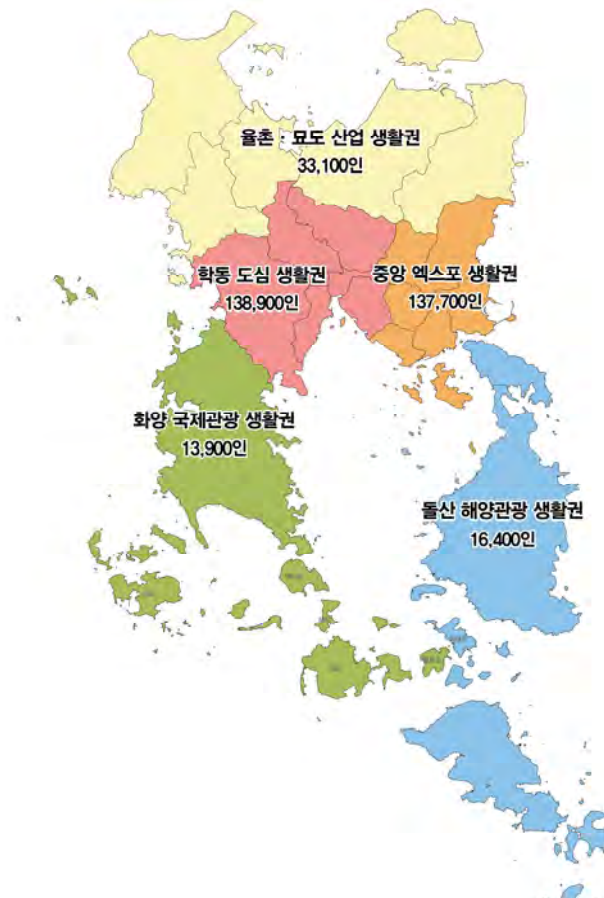 율촌 · 묘도 산업 생활권
33,100인
학동 도심 생활권
138,900인
중앙 엑스포 생활권
137,700인
화양 국제관광 생활권
13,900인
돌산 해양관광 생활권
16,400인